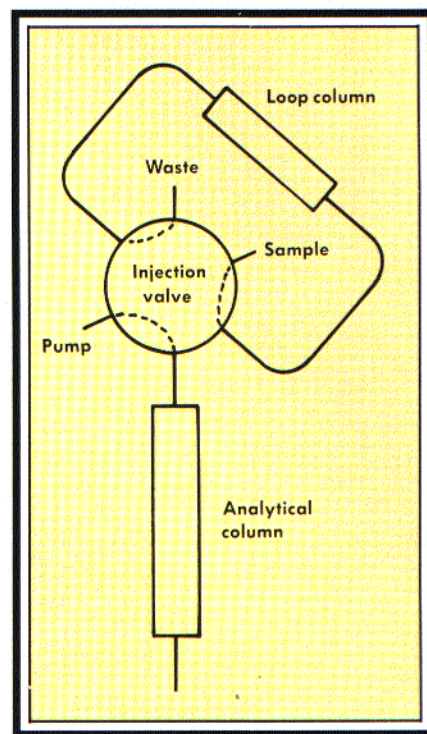 Loop column
Waste
Sample
Injection
valve
Pump
Analytical
column